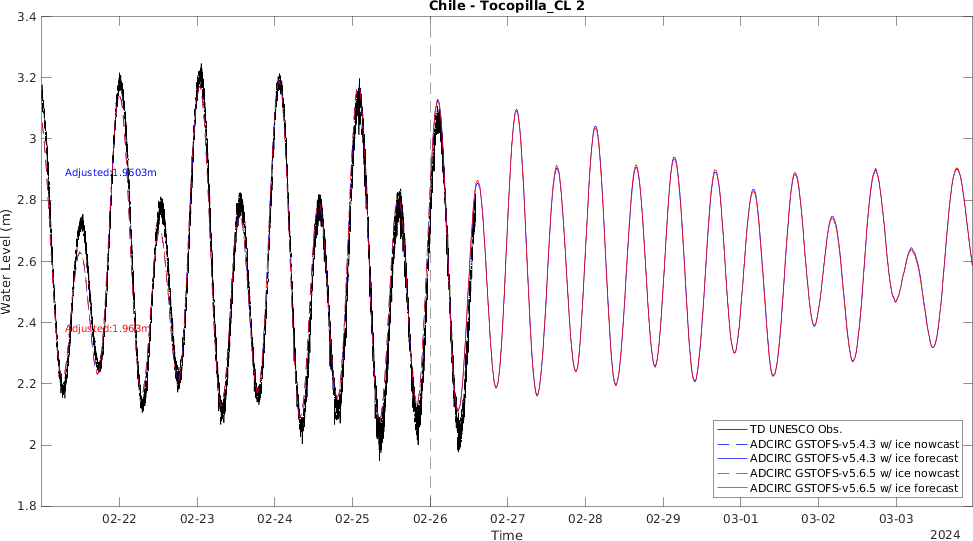 Chile - Tocopilla_CL 2
3.4
3.2
3
2.8
2.6
2.4
2.2
2
1.8
Water Level (m)
Adjusted:1.9603m
Adjusted:1.963m
TD UNESCO Obs.
ADCIRC GSTOFS-v5.4.3 w/ ice nowcast
ADCIRC GSTOFS-v5.4.3 w/ ice forecast
ADCIRC GSTOFS-v5.6.5 w/ ice nowcast
ADCIRC GSTOFS-v5.6.5 w/ ice forecast
02-22 02-23 02-24 02-25 02-26 02-27 02-28 02-29 03-01 03-02 03-03
Time
2024